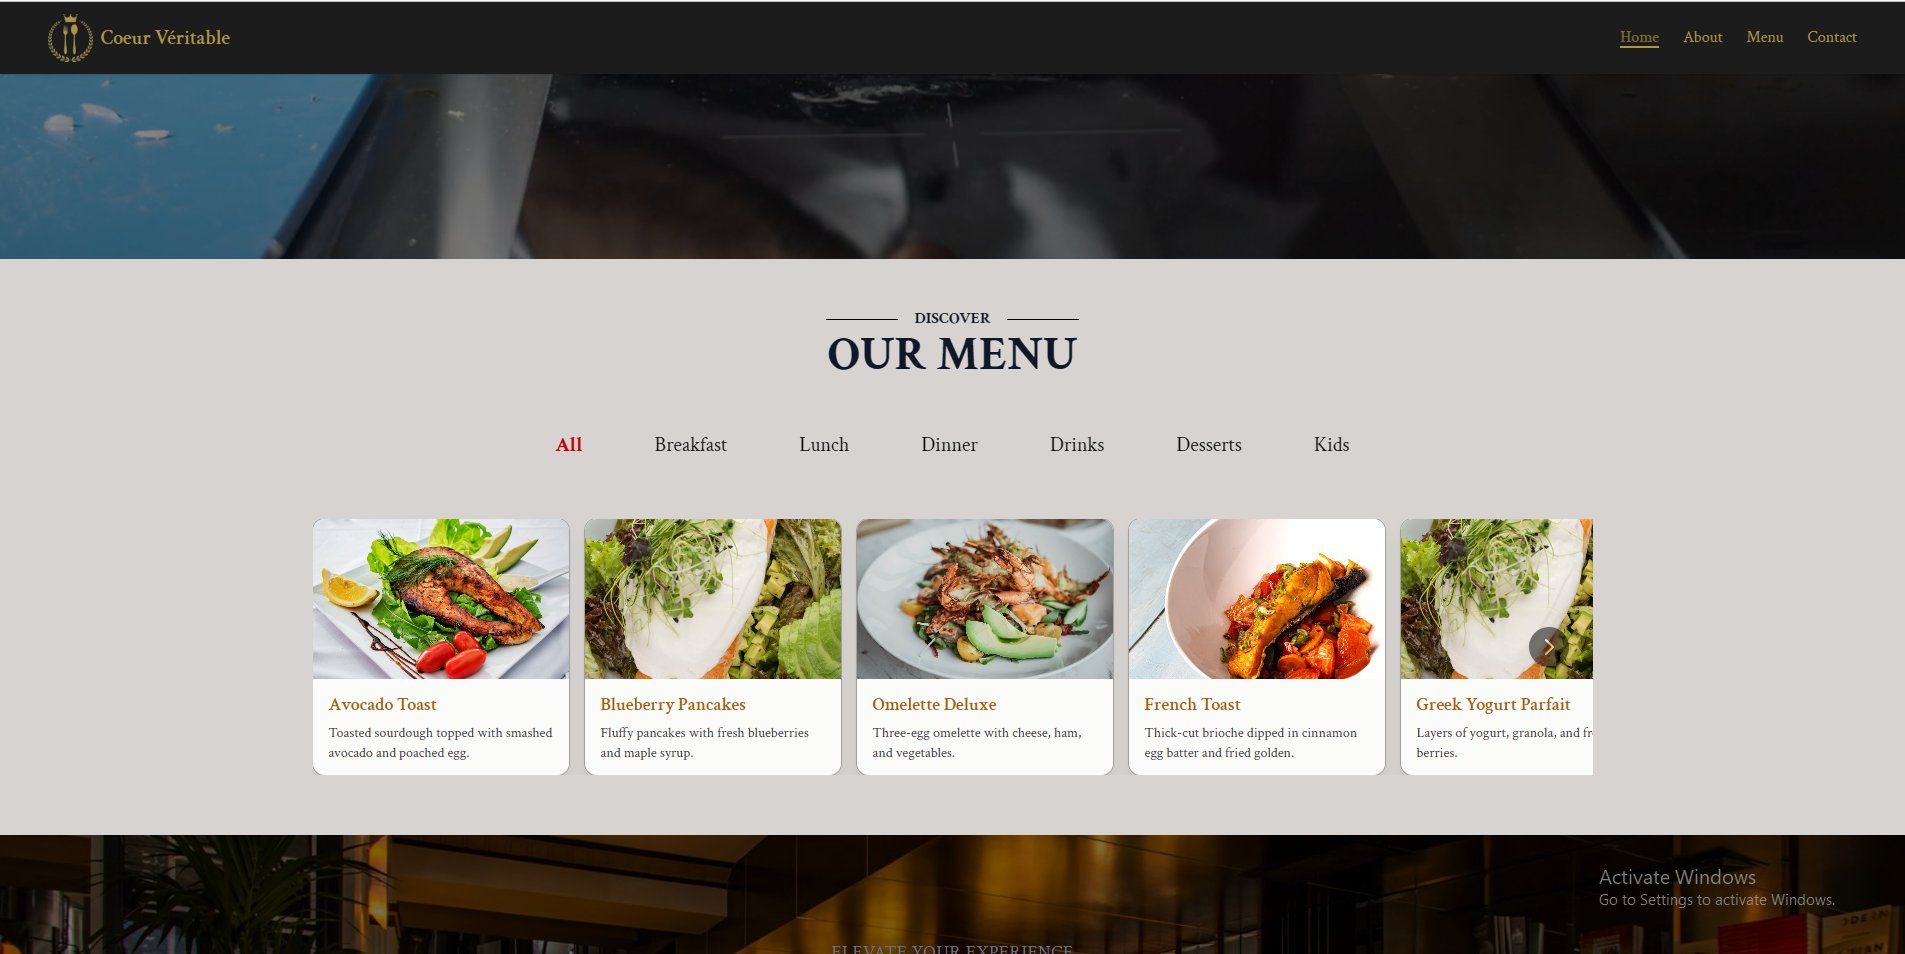 Coeur Véritable
Home
About
Menu
Contact
DISCOVER
OUR MENU
All
Breakfast
Lunch
Dinner
Drinks
Desserts
Kids
Avocado Toast
Toasted sourdough topped with smashed
avocado and poached egg.
Blueberry Pancakes
Fluffy pancakes with fresh blueberries
and maple syrup.
Omelette Deluxe
Three-egg omelette with cheese, ham,
and vegetables.
French Toast
Thick-cut brioche dipped in cinnamon
egg batter and fried golden.
Greek Yogurt Parfait
Layers of yogurt, granola, and
berries.
Activate Windows
Go to Settings to activate Windows.
ELEVATE YOUR EXPERIENCE